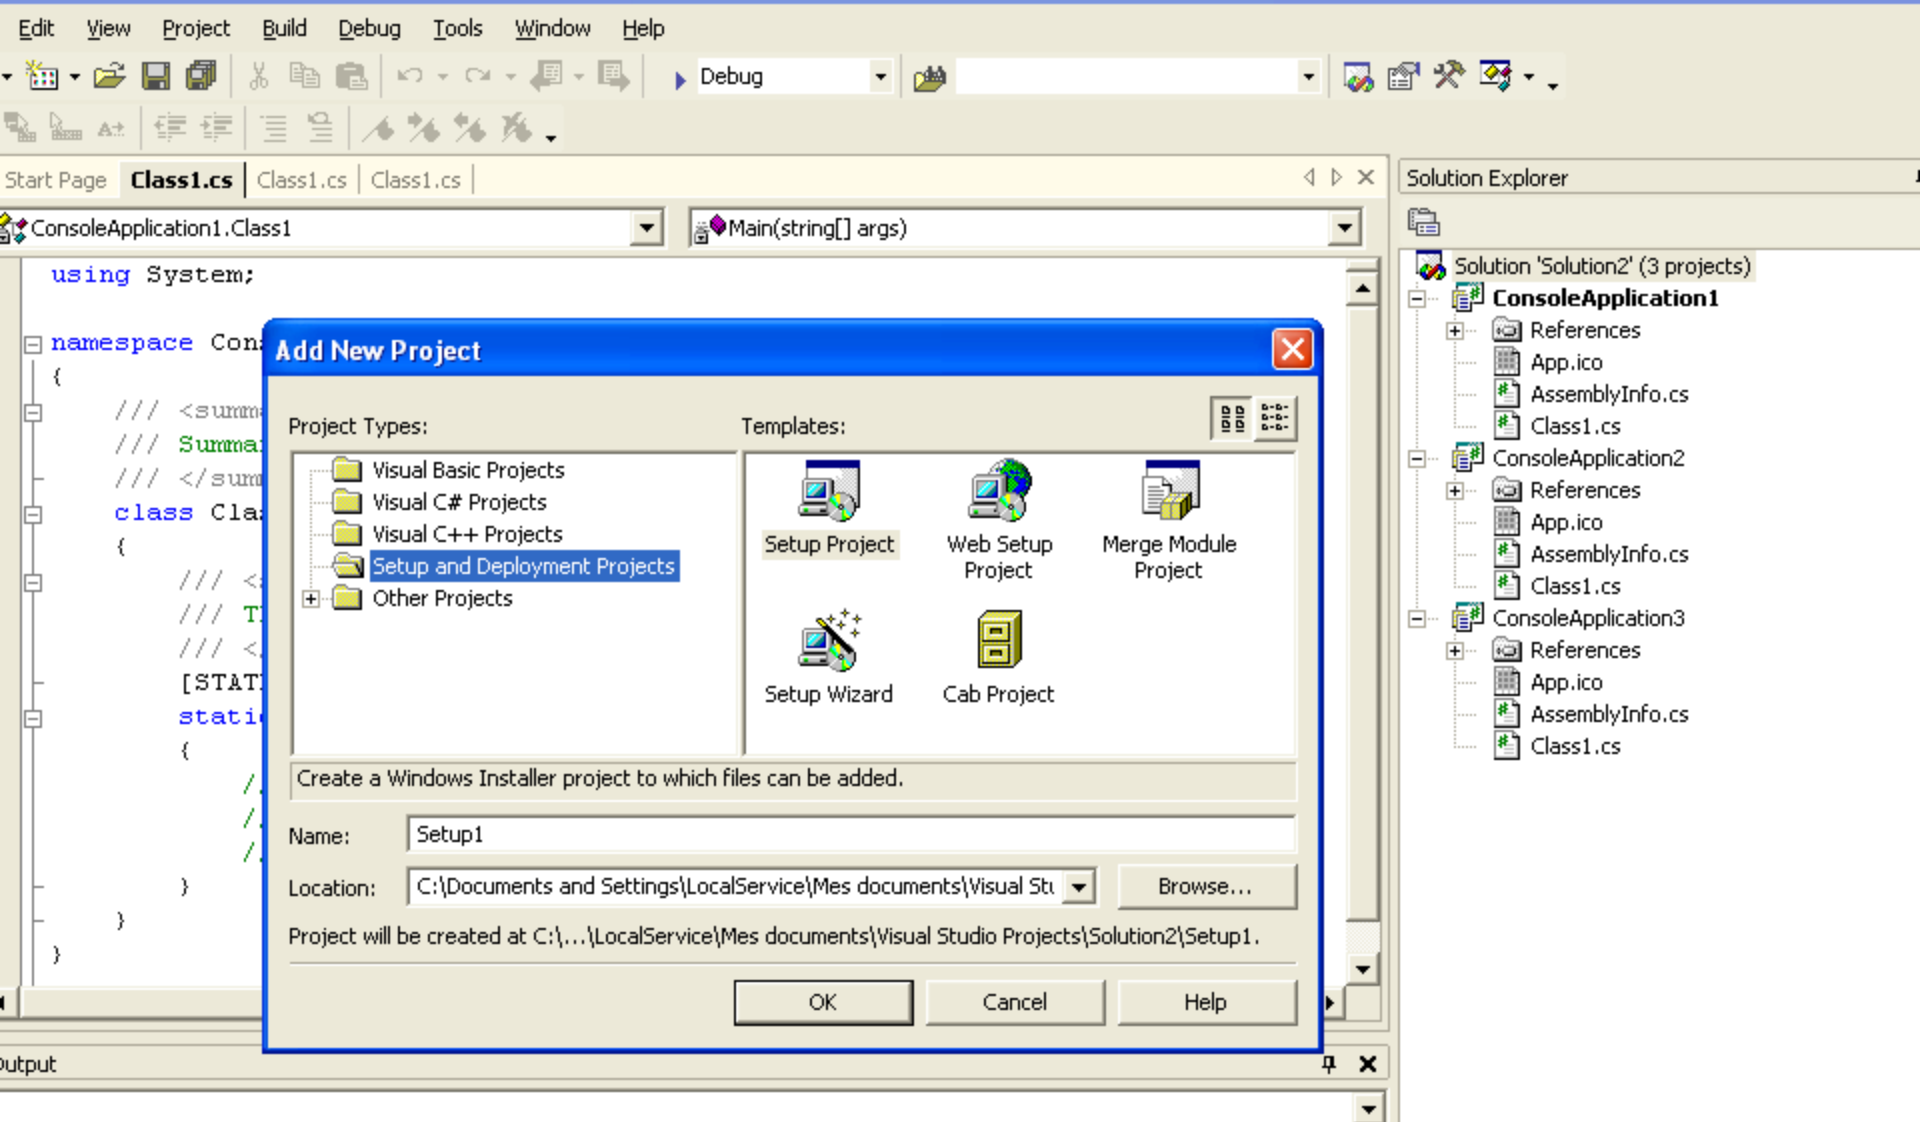 Edit View Project Build Debug Tools Window Help
Debug
Start Page Class1.cs Class1.cs Class1.cs
ConsoleApplication1.Class1 Main(string[] args)
using System;
namespace Con
{
/// <summa
/// Summa
/// </sum
class Cla
{
/// <
/// T
/// <
[STAT
static
{
}
}
}
Add New Project
Project Types: Templates:
Visual Basic Projects
Visual C# Projects
Visual C++ Projects
Setup and Deployment Projects
Other Projects
Setup Project
Web Setup Project
Merge Module Project
Setup Wizard
Cab Project
Create a Windows Installer project to which files can be added.
Name: Setup1
Location: C:\Documents and Settings\LocalService\Mes documents\Visual Stu
Browse...
Project will be created at C:\...\LocalService\Mes documents\Visual Studio Projects\Solution2\Setup1.
OK Cancel Help
Output
Solution Explorer
Solution 'Solution2' (3 projects)
ConsoleApplication1
References
App.ico
AssemblyInfo.cs
Class1.cs
ConsoleApplication2
References
App.ico
AssemblyInfo.cs
Class1.cs
ConsoleApplication3
References
App.ico
AssemblyInfo.cs
Class1.cs